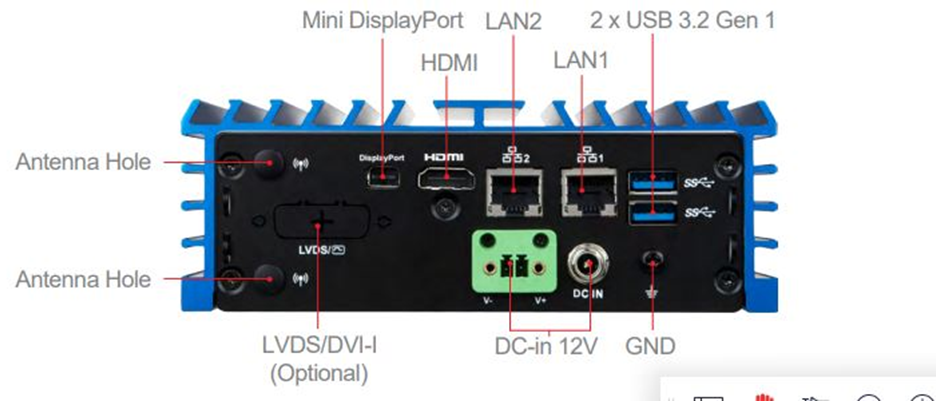 Mini DisplayPort
LAN2
2 x USB 3.2 Gen 1
HDMI
LAN1
Antenna Hole
DisplayPort
HDMI
2
1
SS
SS
LVDS/
Antenna Hole
V-
V+
DC IN
LVDS/DVI-I
(Optional)
DC-in 12V
GND